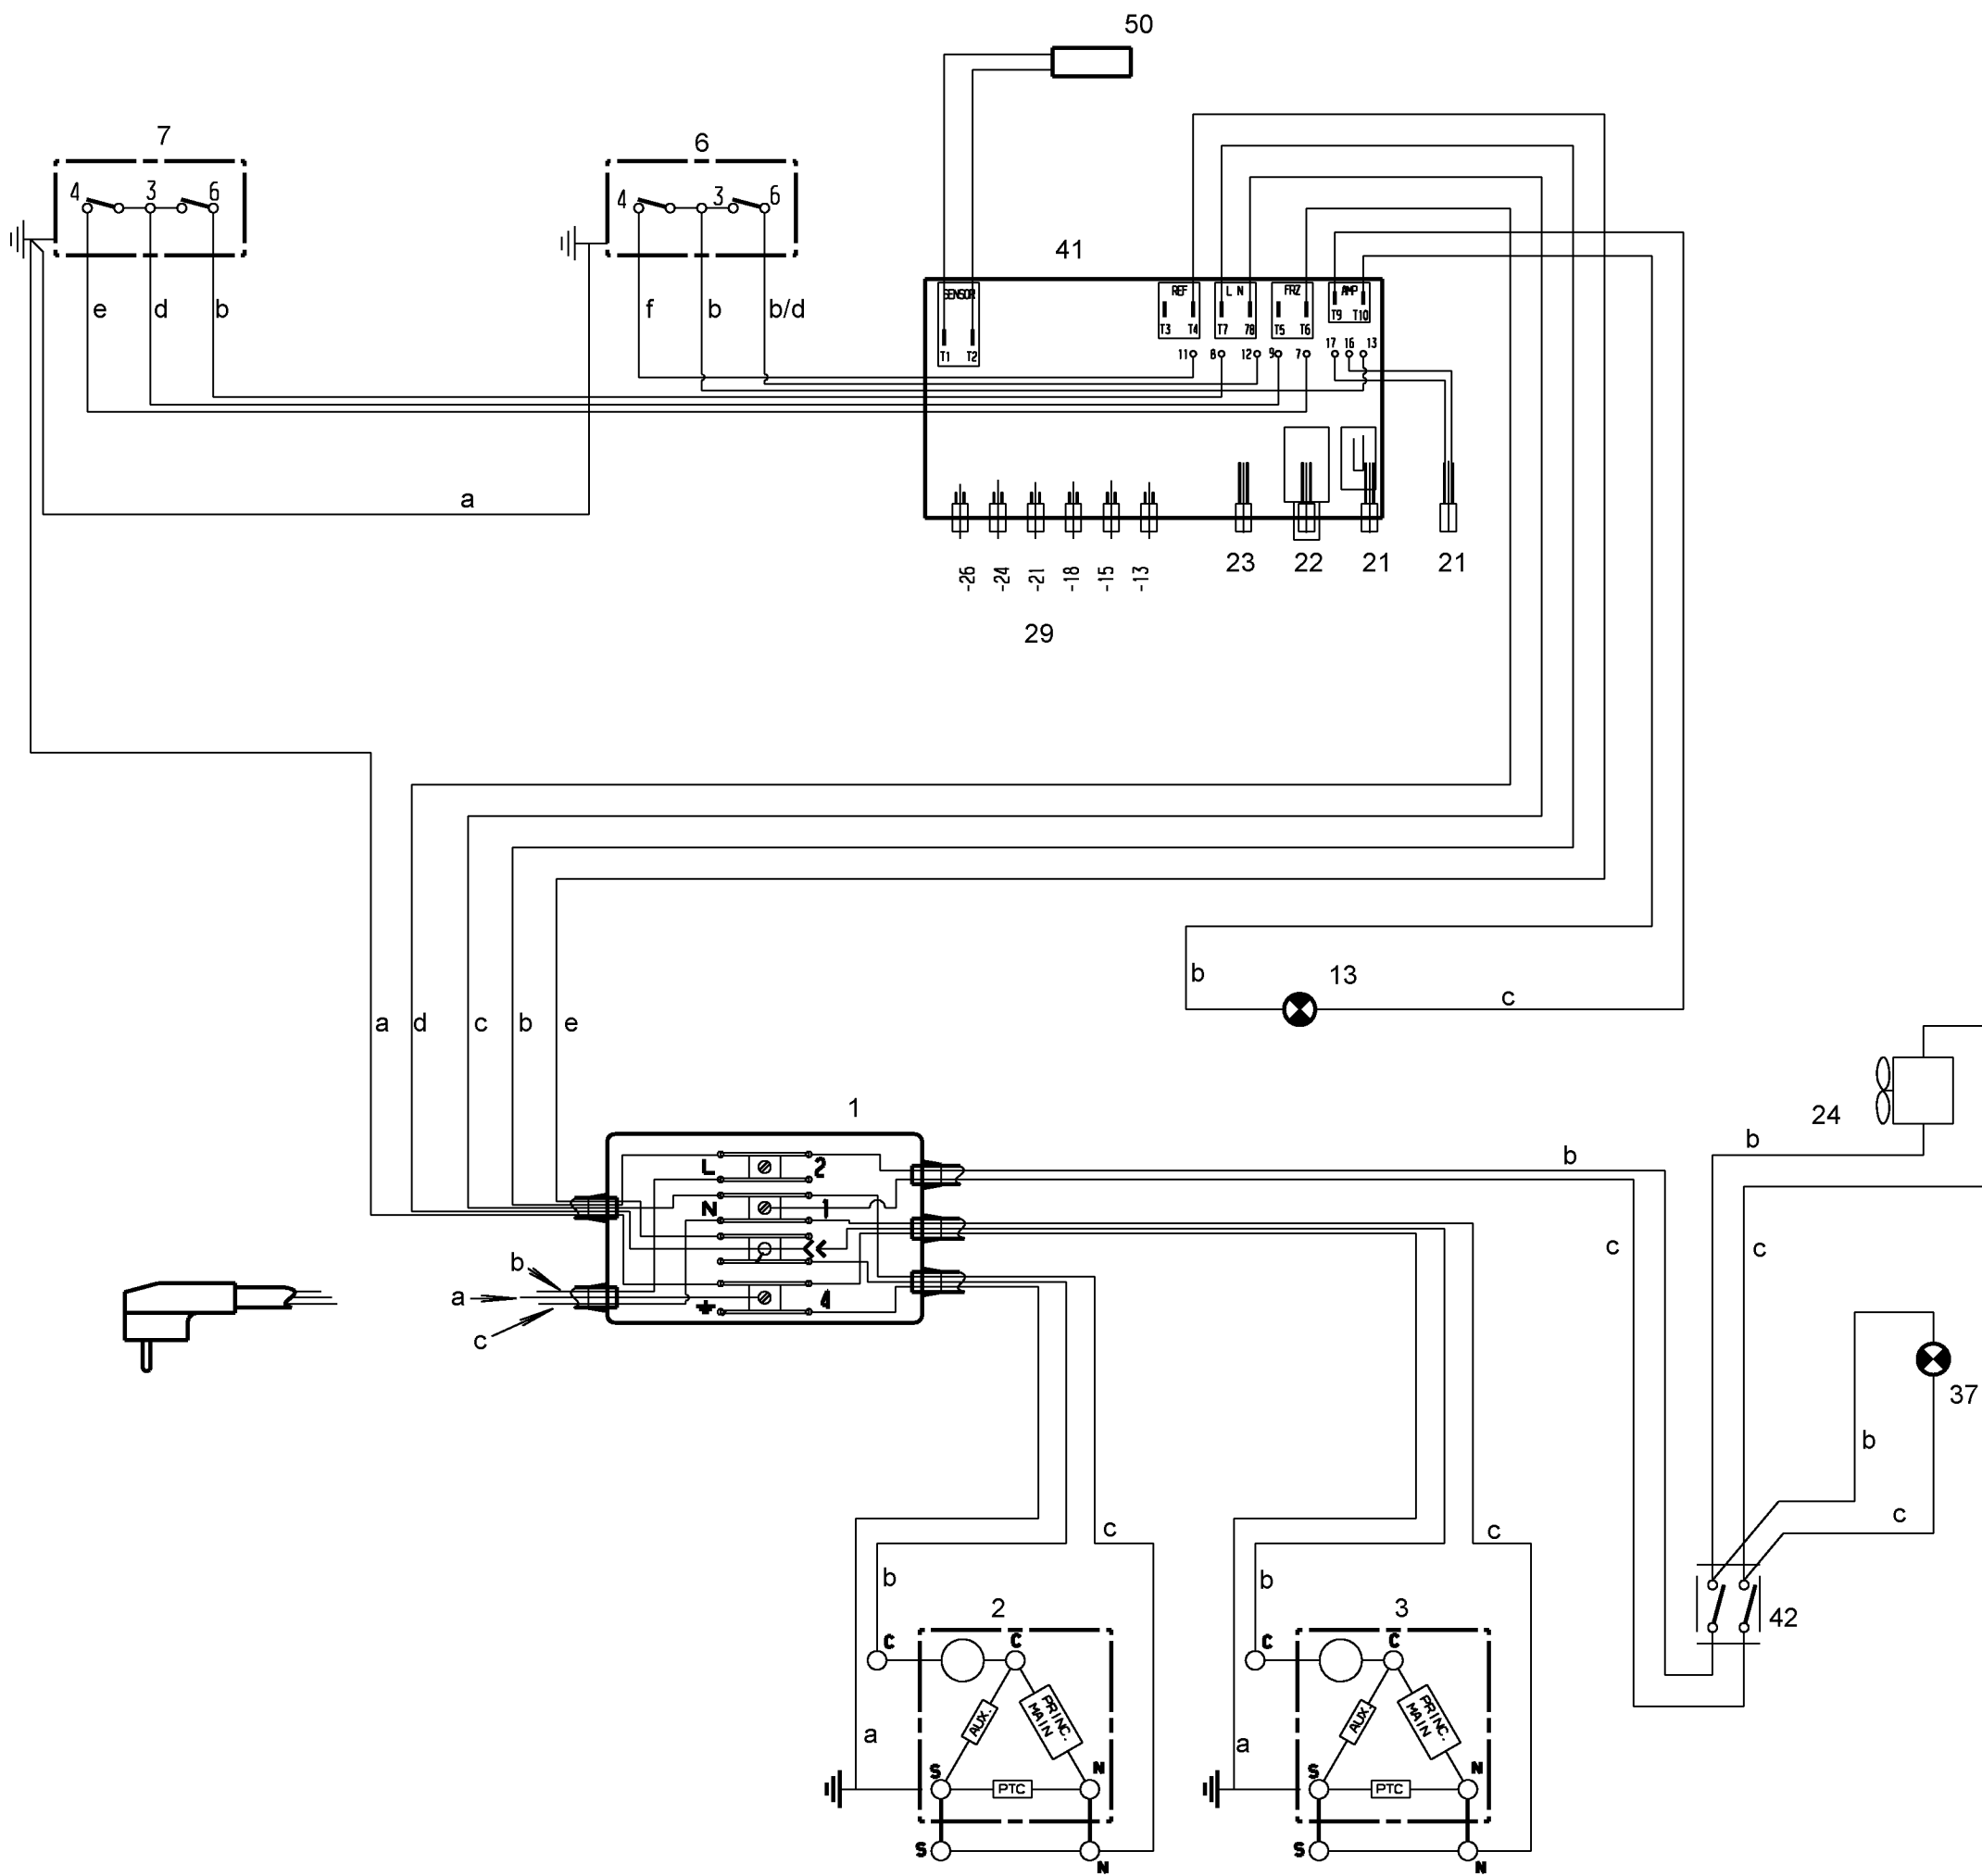 50
7
6
4 3 6
4 3 6
41
e d b
f b b/d
SENSOR REF L N FRZ AMP
T1 T2 T3 T4 T7 78 T5 T6 T9 T10
11 8 12 9 7 17 16 13
a
23 22 21 21
-26 -24 -21 -18 -15 -13
29
b 13 c
a d c b e
24
1
b b
L 2
N 1
c c
b
a
4
c
37
b
c
c c
b b
2 3
42
C C C C
AUX. PRINC. MAIN AUX. PRINC. MAIN
a a
S PTC N S PTC N
S N S N